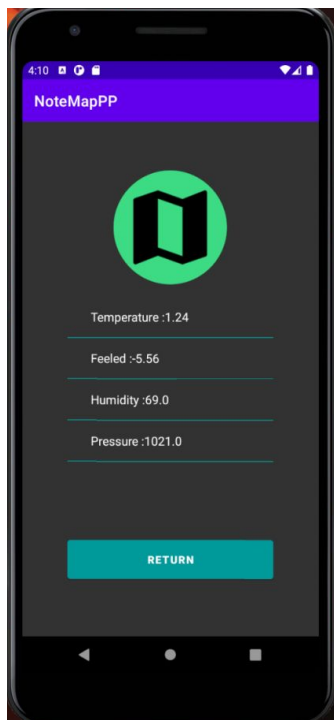 4:10
NoteMapPP
Temperature :1.24
Feeled :-5.56
Humidity :69.0
Pressure :1021.0
RETURN